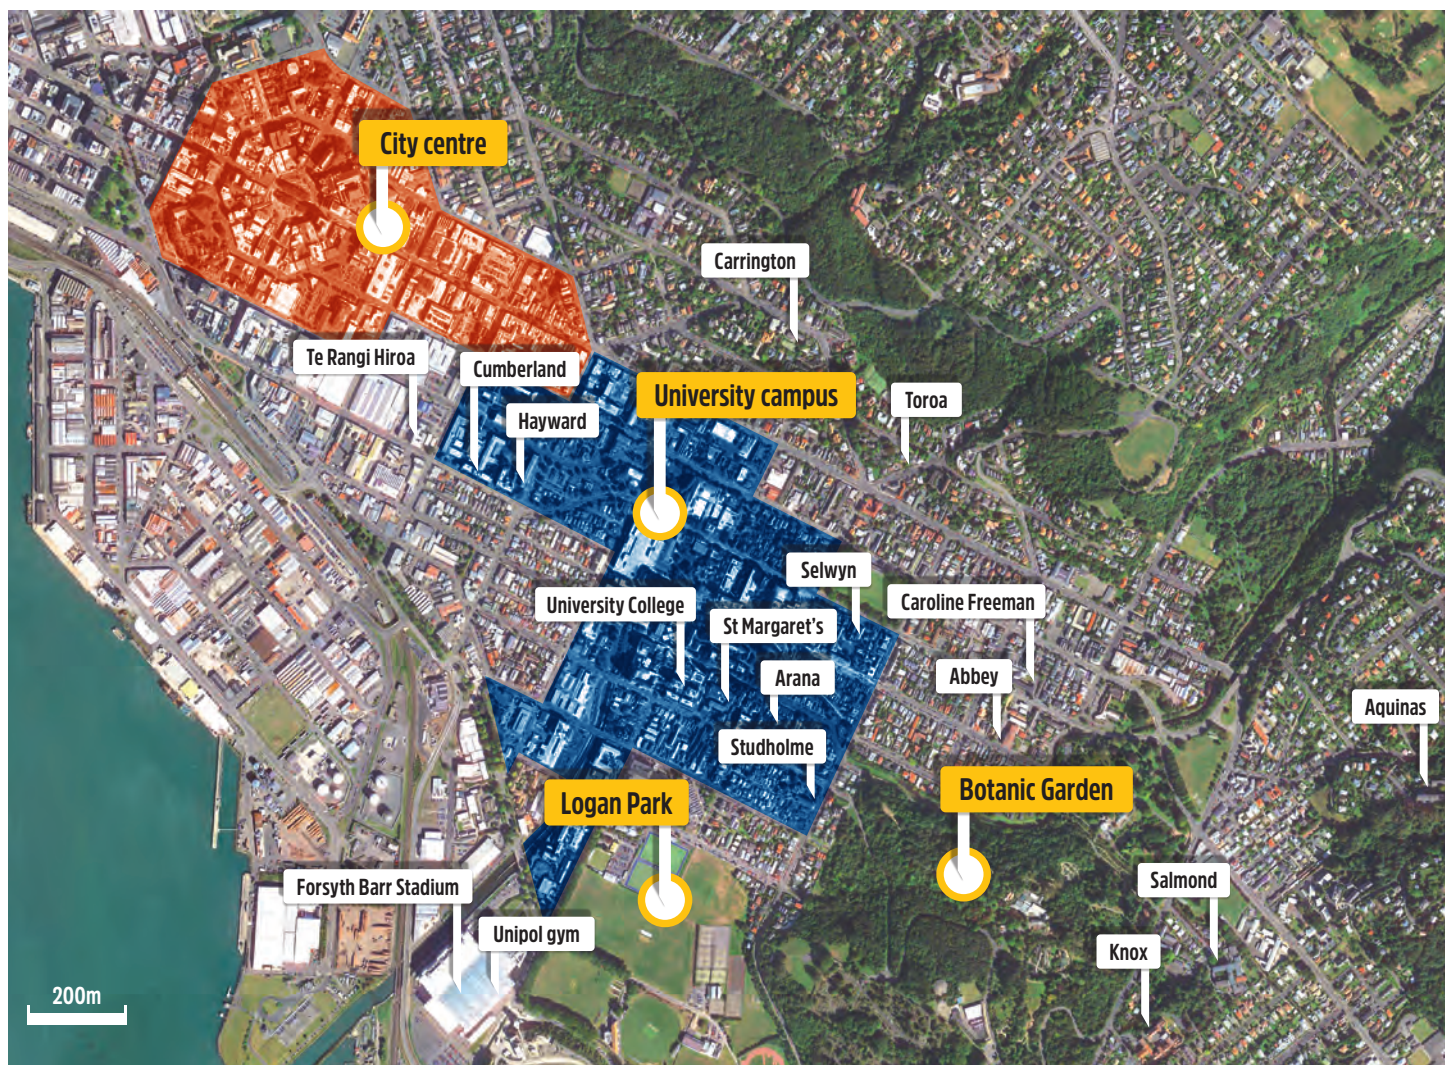 City centre
Carrington
Te Rangi Hiroa
Cumberland
University campus
Toroa
Hayward
Selwyn
University College
Caroline Freeman
St Margaret's
Arana
Abbey
Aquinas
Studholme
Logan Park
Botanic Garden
Forsyth Barr Stadium
Salmond
Unipol gym
Knox
200m